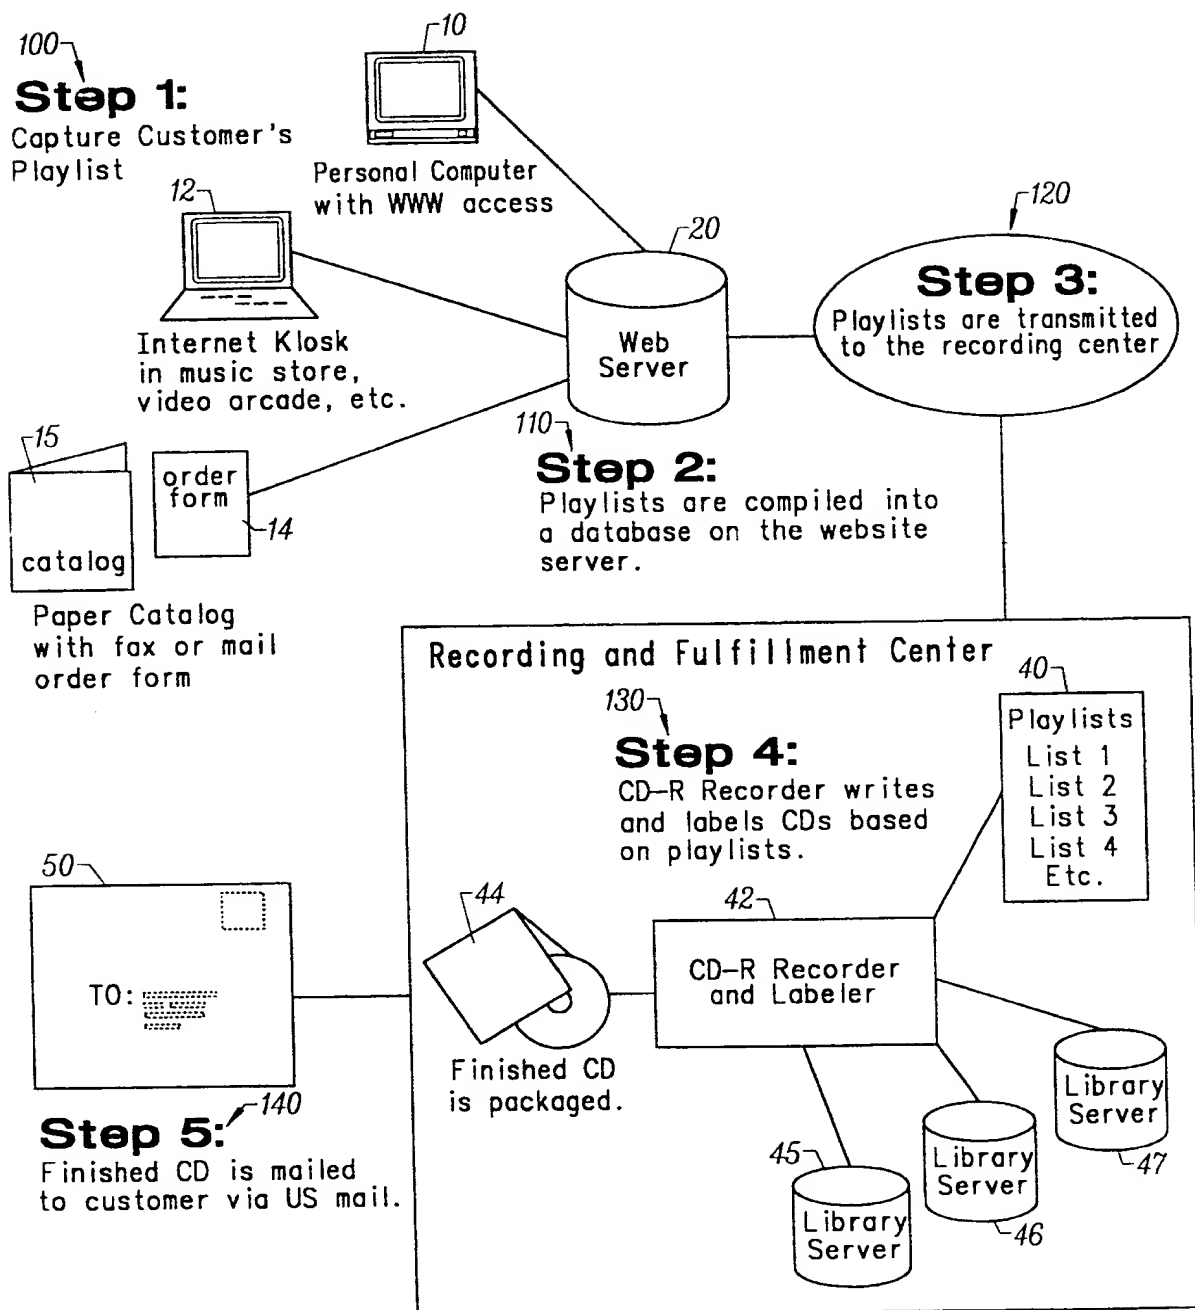 100
Step 1:
Capture Customer's
Playlist
10
Personal Computer
with WWW access
12
Internet Klosk
in music store,
video arcade, etc.
15
catalog
order
form
14
Paper Catalog
with fax or mail
order form
20
Web
Server
110
Step 2:
Playlists are compiled into
a database on the website
server.
120
Step 3:
Playlists are transmitted
to the recording center
Recording and Fulfillment Center
130
Step 4:
CD-R Recorder writes
and labels CDs based
on playlists.
40
Playlists
List 1
List 2
List 3
List 4
Etc.
42
CD-R Recorder
and Labeler
44
Finished CD
is packaged.
45
Library
Server
Library
Server
46
Library
Server
47
50
TO:
140
Step 5:
Finished CD is mailed
to customer via US mail.